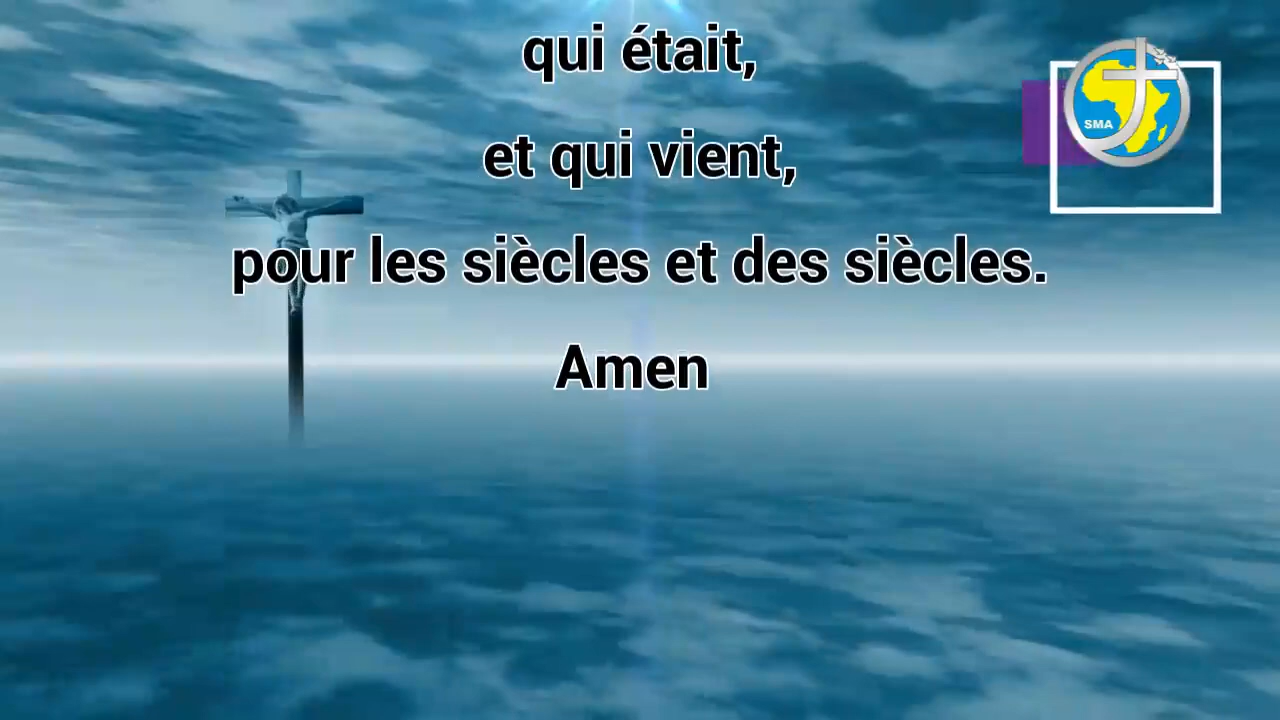 qui était,
et qui vient,
pour les siècles et des siècles.
Amen
SMA